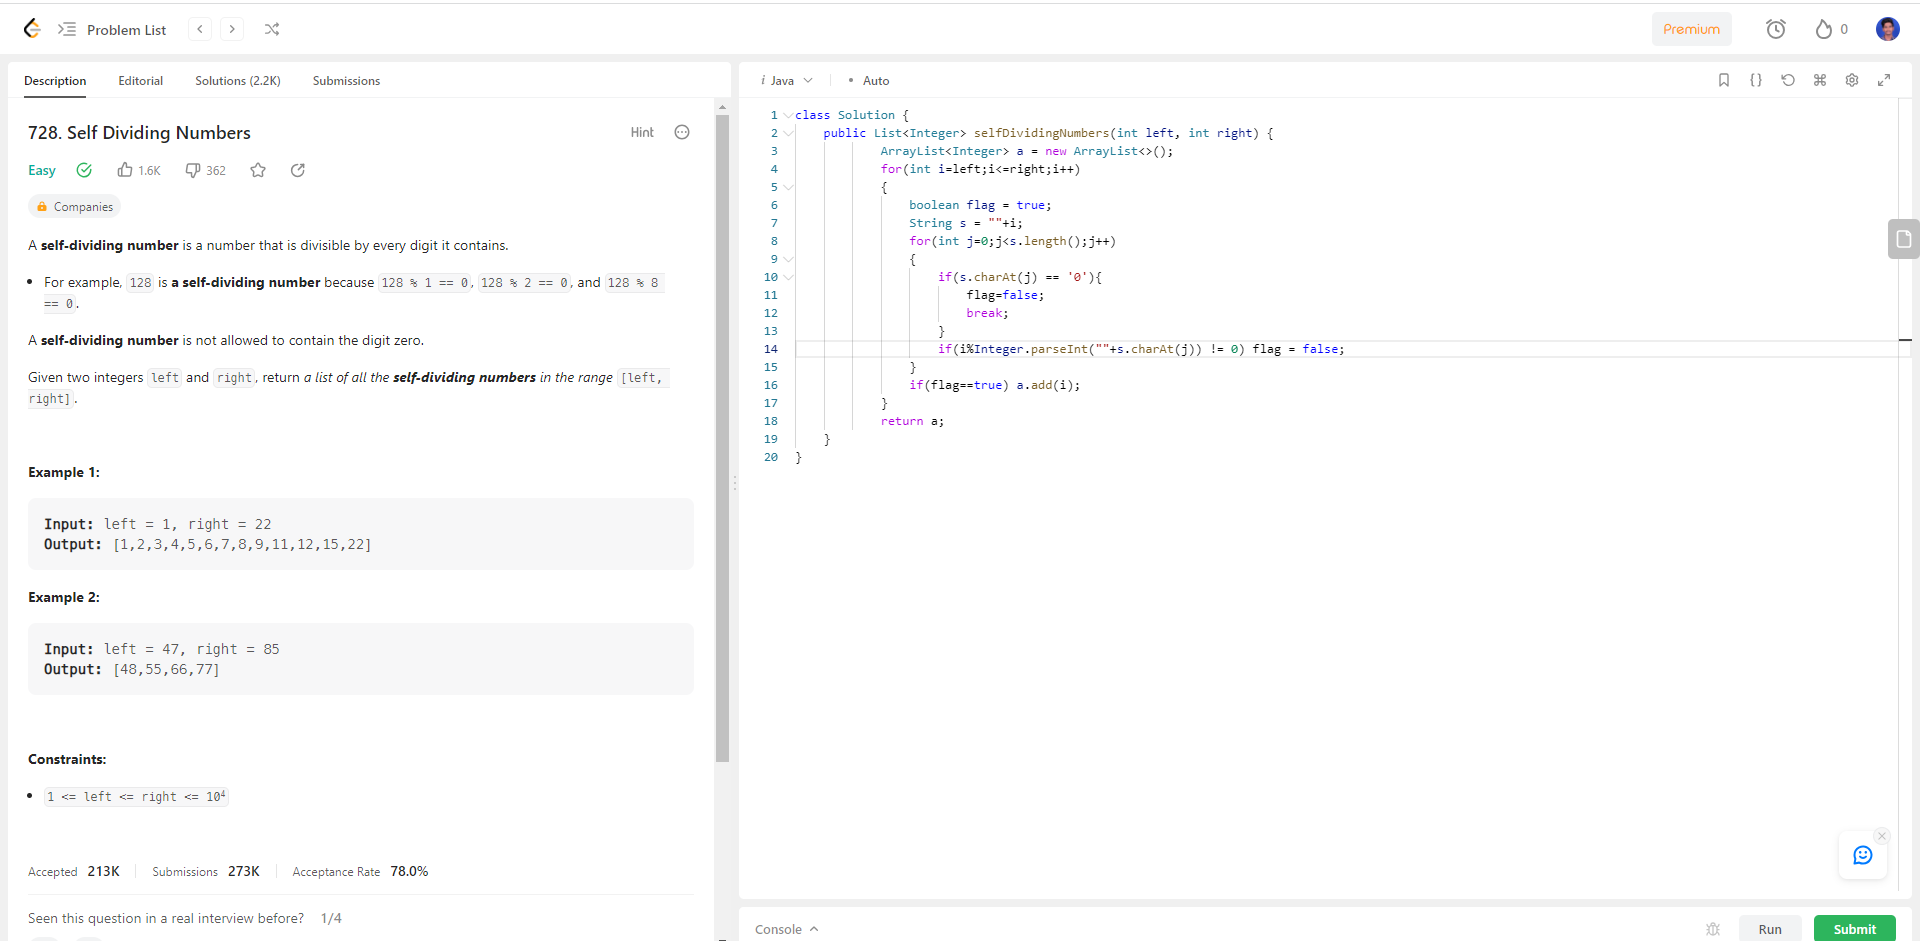 Problem List
Premium
0
Description Editorial Solutions (2.2K) Submissions
728. Self Dividing Numbers
Hint
Easy 1.6K 362
Companies
A self-dividing number is a number that is divisible by every digit it contains.
• For example, 128 is a self-dividing number because 128 % 1 == 0, 128 % 2 == 0, and 128 % 8
== 0.
A self-dividing number is not allowed to contain the digit zero.
Given two integers left and right, return a list of all the self-dividing numbers in the range [left,
right].
Example 1:
Input: left = 1, right = 22
Output: [1,2,3,4,5,6,7,8,9,11,12,15,22]
Example 2:
Input: left = 47, right = 85
Output: [48,55,66,77]
Constraints:
• 1 <= left <= right <= 10⁴
Accepted 213K Submissions 273K Acceptance Rate 78.0%
Seen this question in a real interview before? 1/4
i Java • Auto
1 class Solution {
2 public List<Integer> selfDividingNumbers(int left, int right) {
3 ArrayList<Integer> a = new ArrayList<>();
4 for(int i=left;i<=right;i++)
5 {
6 boolean flag = true;
7 String s = ""+i;
8 for(int j=0;j<s.length();j++)
9 {
10 if(s.charAt(j) == '0'){
11 flag=false;
12 break;
13 }
14 if(i%Integer.parseInt(""+s.charAt(j)) != 0) flag = false;
15 }
16 if(flag==true) a.add(i);
17 }
18 return a;
19 }
20 }
Console
Run
Submit